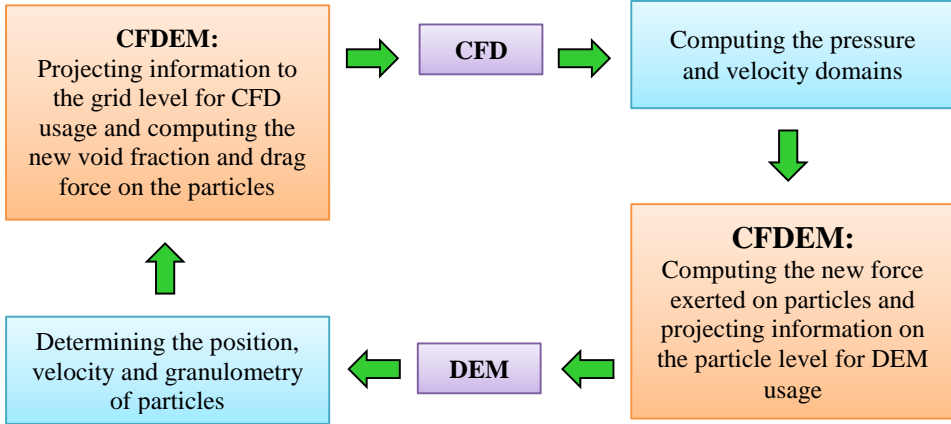 CFDEM:
Projecting information to
the grid level for CFD
usage and computing the
new void fraction and drag
force on the particles
CFD
Computing the pressure
and velocity domains
CFDEM:
Computing the new force
exerted on particles and
projecting information on
the particle level for DEM
usage
DEM
Determining the position,
velocity and granulometry
of particles